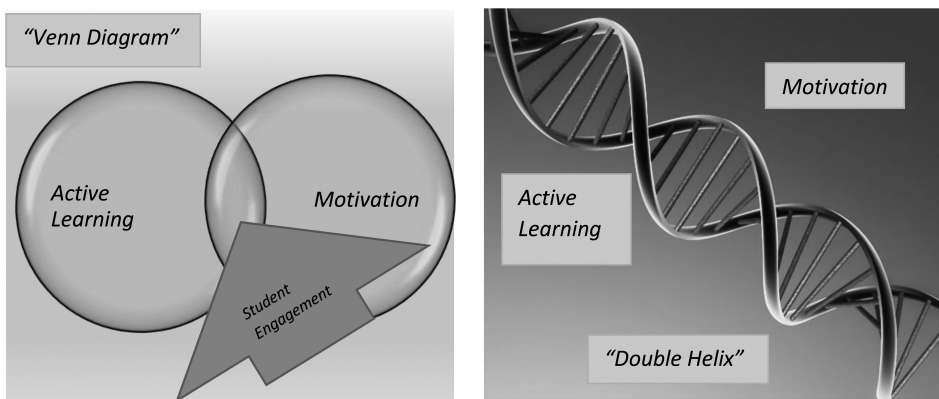 “Venn Diagram”
Active
Learning
Motivation
Student
Engagement
Motivation
Active
Learning
“Double Helix”